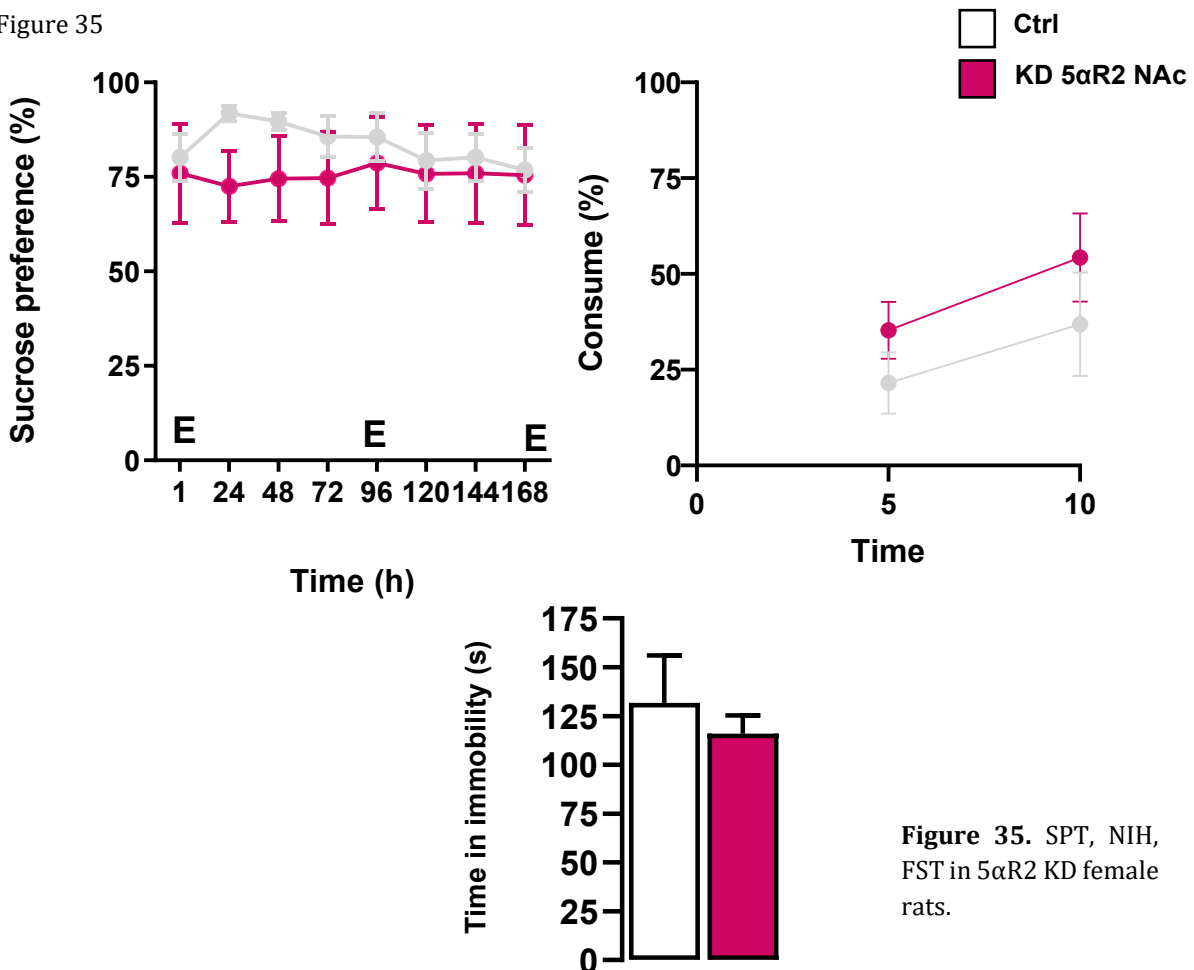 Figure 35
Ctrl
KD 5αR2 NAc
Sucrose preference (%)
100
75
50
25
0
E E E
1 24 48 72 96 120 144 168
Time (h)
Consume (%)
100
75
50
25
0
0 5 10
Time
Time in immobility (s)
175
150
125
100
75
50
25
0
Figure 35. SPT, NIH,
FST in 5αR2 KD female
rats.